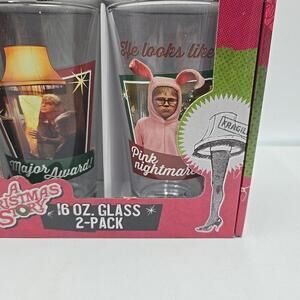 He looks like
Major Award!
Pink
nightmare
FRAGILE
A
CHRISTMAS
STORY
16 OZ. GLASS
2-PACK